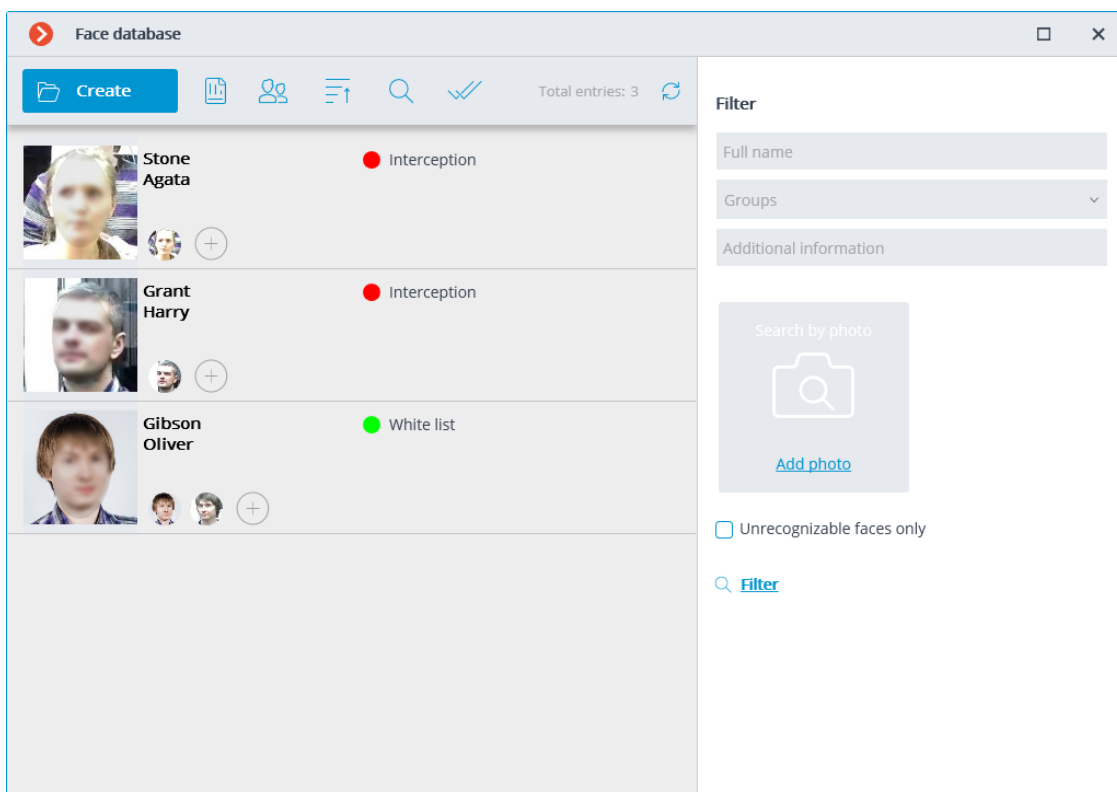 Face database
Create
Total entries: 3
Stone
Agata
Interception
Grant
Harry
Interception
Gibson
Oliver
White list
Filter
Full name
Groups
Additional information
Search by photo
Add photo
Unrecognizable faces only
Filter